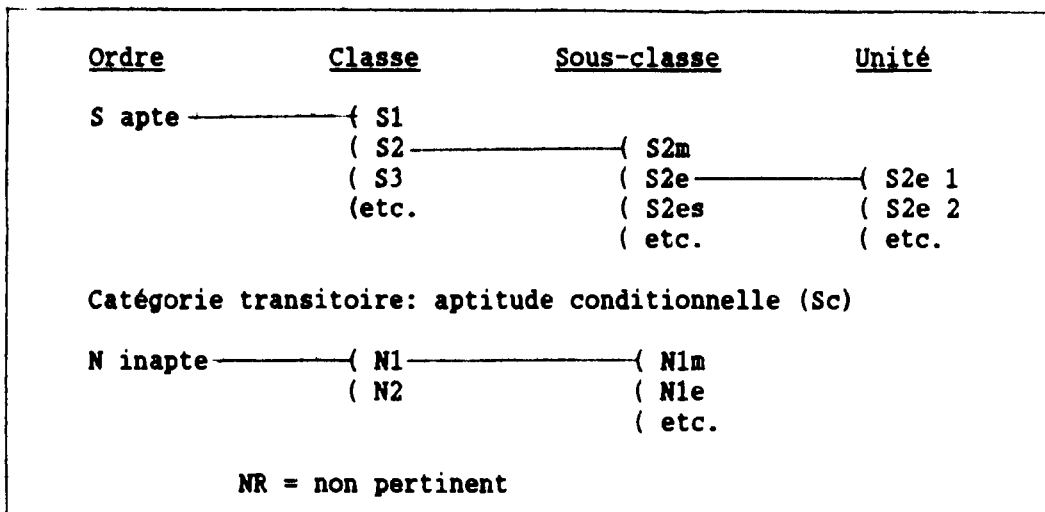 Ordre Classe Sous-classe Unité
S apte ( S1
( S2 ( S2m
( S3 ( S2e ( S2e 1
(etc. ( S2es ( S2e 2
( etc. ( etc.
Catégorie transitoire: aptitude conditionnelle (Sc)
N inapte ( N1 ( N1m
( N2 ( N1e
( etc.
NR = non pertinent